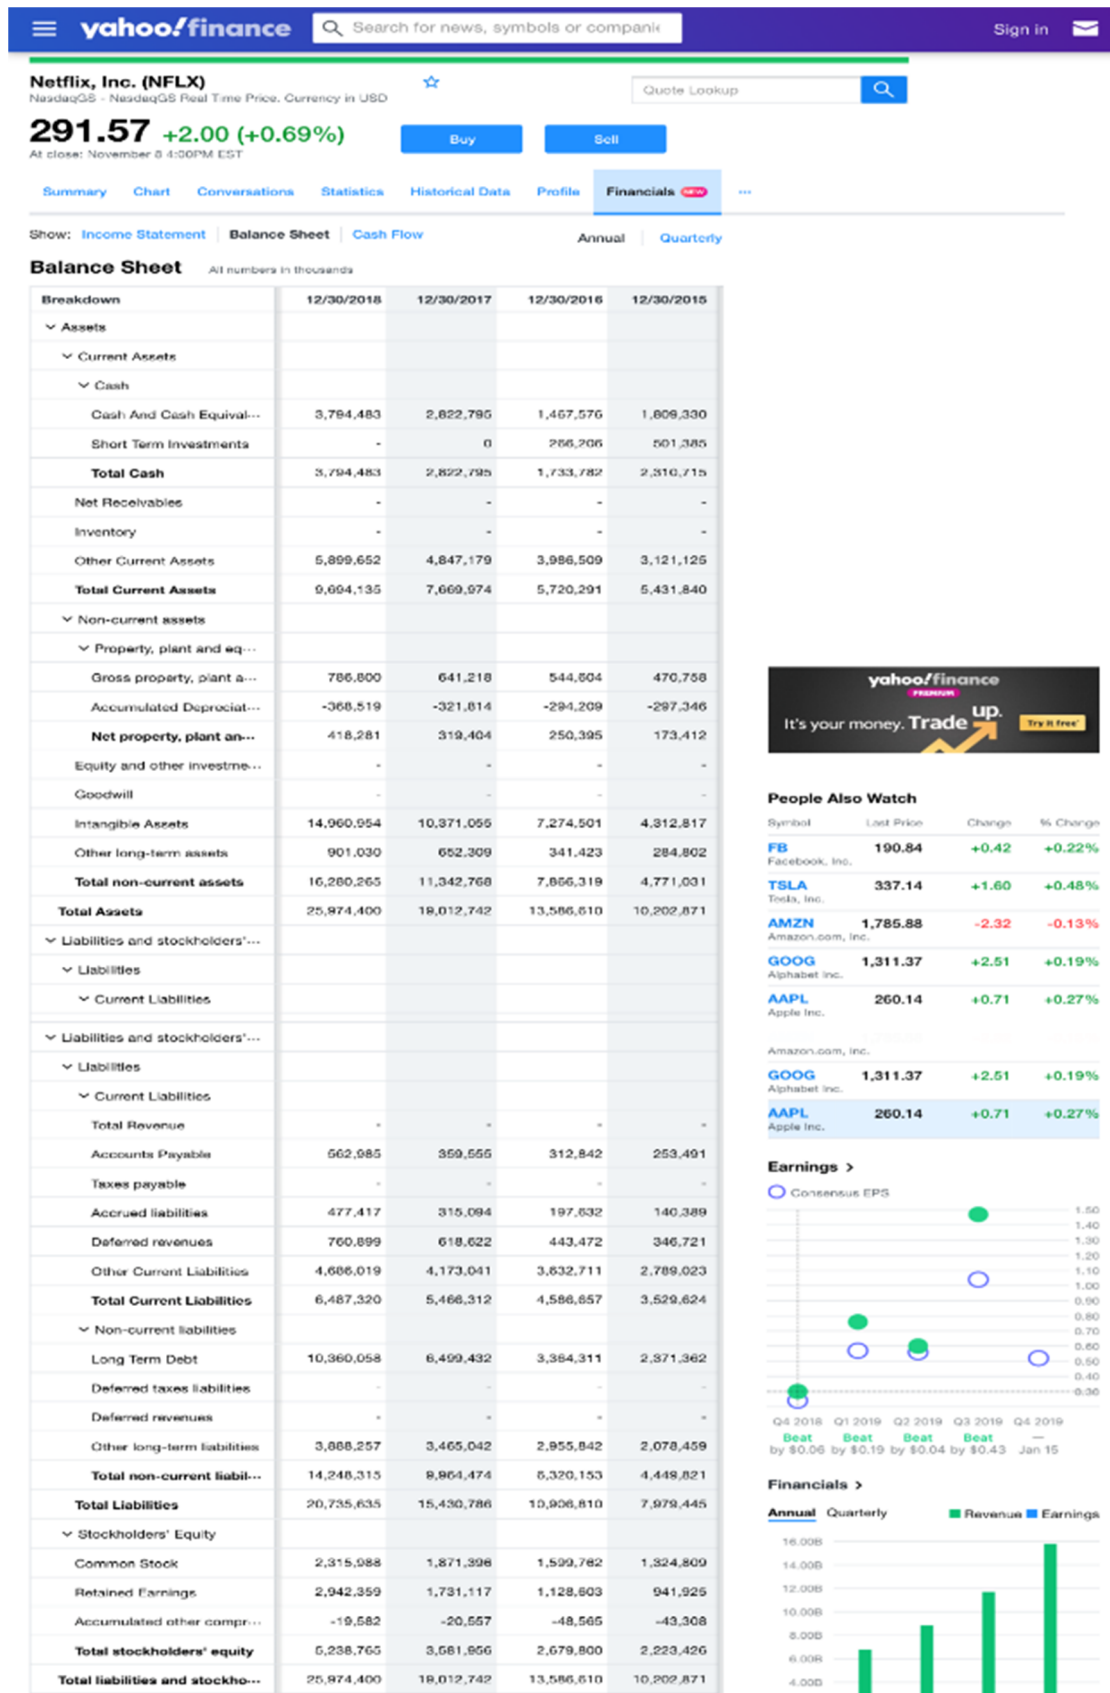 yahoo!finance
Search for news, symbols or companie
Sign in
Netflix, Inc. (NFLX)
NasdaqGS - NasdaqGS Real Time Price. Currency in USD
Quote Lookup
291.57 +2.00 (+0.69%)
At close: November 8 4:00PM EST
Buy
Sell
Summary Chart Conversations Statistics Historical Data Profile Financials NEW ...
Show: Income Statement Balance Sheet Cash Flow Annual Quarterly
Balance Sheet All numbers in thousands
Breakdown 12/30/2018 12/30/2017 12/30/2016 12/30/2015
Assets
Current Assets
Cash
Cash And Cash Equival... 3,794,483 2,822,795 1,467,576 1,809,330
Short Term Investments - 0 266,206 501,385
Total Cash 3,794,483 2,822,795 1,733,782 2,310,715
Net Receivables - - - -
Inventory - - - -
Other Current Assets 5,899,652 4,847,179 3,986,509 3,121,125
Total Current Assets 9,694,135 7,669,974 5,720,291 5,431,840
Non-current assets
Property, plant and eq...
Gross property, plant a... 786,800 641,218 544,604 470,758
Accumulated Depreciat... -368,519 -321,814 -294,209 -297,346
Net property, plant an... 418,281 319,404 250,395 173,412
Equity and other investme... - - - -
Goodwill - - - -
Intangible Assets 14,960,954 10,371,055 7,274,501 4,312,817
Other long-term assets 901,030 652,309 341,423 284,802
Total non-current assets 16,280,265 11,342,768 7,866,319 4,771,031
Total Assets 25,974,400 19,012,742 13,586,610 10,202,871
Liabilities and stockholders'...
Liabilities
Current Liabilities
Liabilities and stockholders'...
Liabilities
Current Liabilities
Total Revenue - - - -
Accounts Payable 562,985 359,555 312,842 253,491
Taxes payable - - - -
Accrued liabilities 477,417 315,094 197,632 140,389
Deferred revenues 760,899 618,622 443,472 346,721
Other Current Liabilities 4,686,019 4,173,041 3,632,711 2,789,023
Total Current Liabilities 6,487,320 5,466,312 4,586,657 3,529,624
Non-current liabilities
Long Term Debt 10,360,058 6,499,432 3,364,311 2,371,362
Deferred taxes liabilities - - - -
Deferred revenues - - - -
Other long-term liabilities 3,888,257 3,465,042 2,955,842 2,078,459
Total non-current liabil... 14,248,315 9,964,474 6,320,153 4,449,821
Total Liabilities 20,735,635 15,430,786 10,906,810 7,979,445
Stockholders' Equity
Common Stock 2,315,988 1,871,396 1,599,762 1,324,809
Retained Earnings 2,942,359 1,731,117 1,128,603 941,925
Accumulated other compr... -19,582 -20,557 -48,565 -43,308
Total stockholders' equity 5,238,765 3,581,956 2,679,800 2,223,426
Total liabilities and stockho... 25,974,400 19,012,742 13,586,610 10,202,871
yahoo!finance
PREMIUM
It's your money. Trade up. Try it free*
People Also Watch
Symbol Last Price Change % Change
FB 190.84 +0.42 +0.22%
Facebook, Inc.
TSLA 337.14 +1.60 +0.48%
Tesla, Inc.
AMZN 1,785.88 -2.32 -0.13%
Amazon.com, Inc.
GOOG 1,311.37 +2.51 +0.19%
Alphabet Inc.
AAPL 260.14 +0.71 +0.27%
Apple Inc.
Amazon.com, Inc.
GOOG 1,311.37 +2.51 +0.19%
Alphabet Inc.
AAPL 260.14 +0.71 +0.27%
Apple Inc.
Earnings >
Consensus EPS
1.50
1.40
1.30
1.20
1.10
1.00
0.90
0.80
0.70
0.60
0.50
0.40
0.30
Q4 2018 Q1 2019 Q2 2019 Q3 2019 Q4 2019
Beat Beat Beat Beat —
by $0.06 by $0.19 by $0.04 by $0.43 Jan 15
Financials >
Annual Quarterly Revenue Earnings
16.00B
14.00B
12.00B
10.00B
8.00B
6.00B
4.00B